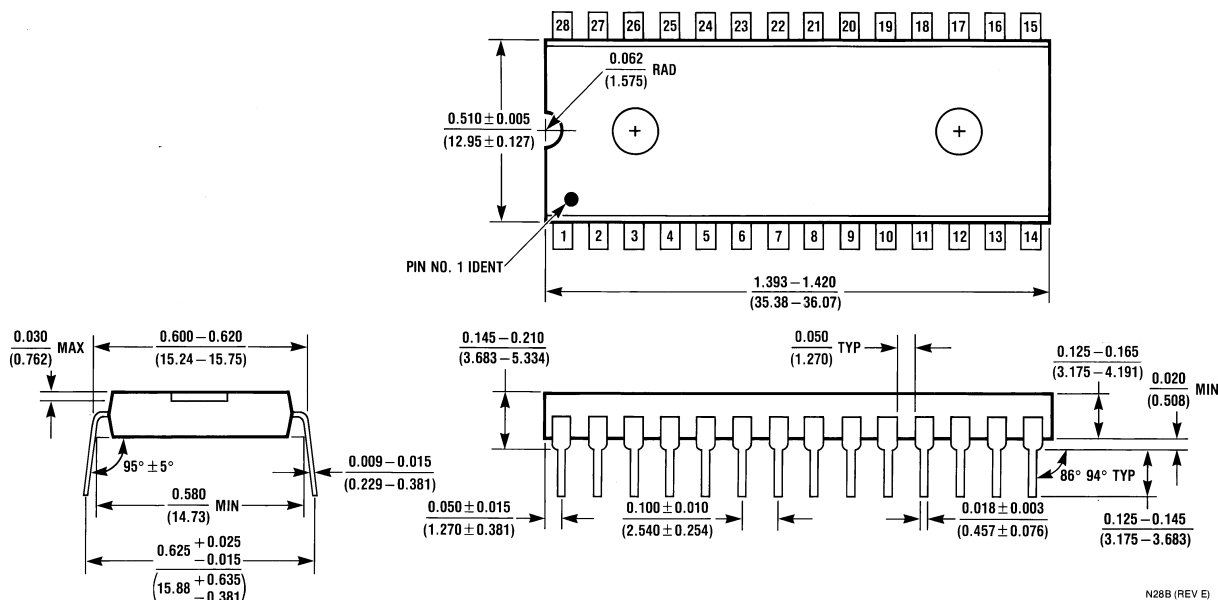 28 27 26 25 24 23 22 21 20 19 18 17 16 15
0.062
(1.575)
RAD
0.510 ± 0.005
(12.95 ± 0.127)
PIN NO. 1 IDENT
1 2 3 4 5 6 7 8 9 10 11 12 13 14
1.393 – 1.420
(35.38 – 36.07)
0.030
(0.762)
MAX
0.600 – 0.620
(15.24 – 15.75)
95° ± 5°
0.580
(14.73)
MIN
0.009 – 0.015
(0.229 – 0.381)
0.625 +0.025
−0.015
(15.88 +0.635
−0.381)
0.145 – 0.210
(3.683 – 5.334)
0.050
(1.270)
TYP
0.125 – 0.165
(3.175 – 4.191)
0.020
(0.508)
MIN
86° 94° TYP
0.050 ± 0.015
(1.270 ± 0.381)
0.100 ± 0.010
(2.540 ± 0.254)
0.018 ± 0.003
(0.457 ± 0.076)
0.125 – 0.145
(3.175 – 3.683)
N28B (REV E)